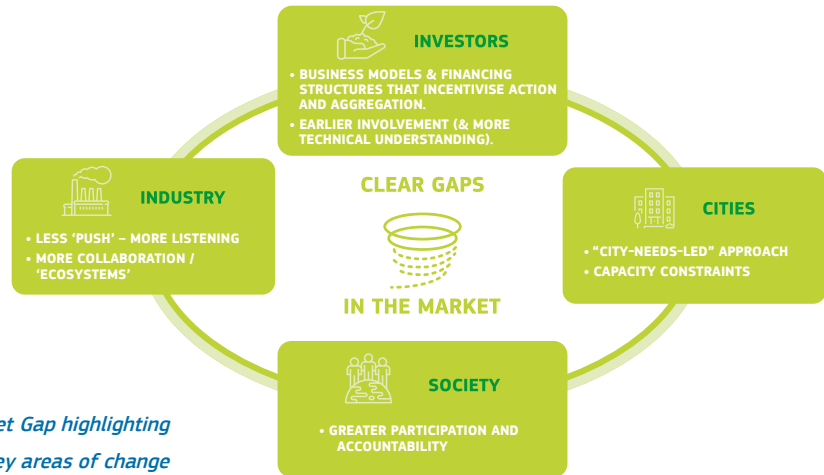 INVESTORS
• BUSINESS MODELS & FINANCING
STRUCTURES THAT INCENTIVISE ACTION
AND AGGREGATION.
• EARLIER INVOLVEMENT (& MORE
TECHNICAL UNDERSTANDING).
INDUSTRY
• LESS ‘PUSH’ – MORE LISTENING
• MORE COLLABORATION /
‘ECOSYSTEMS’
CLEAR GAPS
IN THE MARKET
CITIES
• “CITY-NEEDS-LED” APPROACH
• CAPACITY CONSTRAINTS
SOCIETY
• GREATER PARTICIPATION AND
ACCOUNTABILITY
et Gap highlighting
ey areas of change